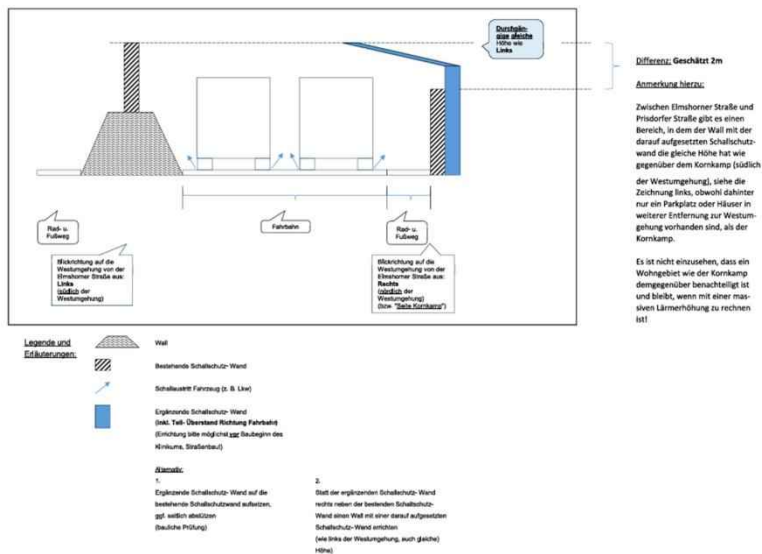 Durchgän-
gige gleiche
Höhe wie
Links
Rad- u.
Fußweg
Fahrbahn
Rad- u.
Fußweg
Blickrichtung auf die
Westumgehung von der
Elmshorner Straße aus:
Links
(südlich der
Westumgehung)
Blickrichtung auf die
Westumgehung von der
Elmshorner Straße aus:
Rechts
(nördlich der
Westumgehung)
(bzw. "Seite Kornkamp")
Differenz: Geschätzt 2m
Anmerkung hierzu:
Zwischen Elmshorner Straße und
Prisdorfer Straße gibt es einen
Bereich, in dem der Wall mit der
darauf aufgesetzten Schallschutz-
wand die gleiche Höhe hat wie
gegenüber dem Kornkamp (südlich
der Westumgehung), siehe die
Zeichnung links, obwohl dahinter
nur ein Parkplatz oder Häuser in
weiterer Entfernung zur Westum-
gehung vorhanden sind, als der
Kornkamp.
Es ist nicht einzusehen, dass ein
Wohngebiet wie der Kornkamp
demgegenüber benachteiligt ist
und bleibt, wenn mit einer mas-
siven Lärmerhöhung zu rechnen
ist!
Legende und
Erläuterungen:
Wall
Bestehende Schallschutz- Wand
Schallaustritt Fahrzeug (z. B. Lkw)
Ergänzende Schallschutz- Wand
(inkl. Teil- Überstand Richtung Fahrbahn)
(Errichtung bitte möglichst vor Baubeginn des
Klinikums, Straßenbau!)
Alternativ:
1.
Ergänzende Schallschutz- Wand auf die
bestehende Schallschutzwand aufsetzen,
ggf. seitlich abstützen
(bauliche Prüfung)
2.
Statt der ergänzenden Schallschutz- Wand
rechts neben der bestenden Schallschutz-
Wand einen Wall mit einer darauf aufgesetzten
Schallschutz- Wand errichten
(wie links der Westumgehung, auch gleiche)
Höhe)